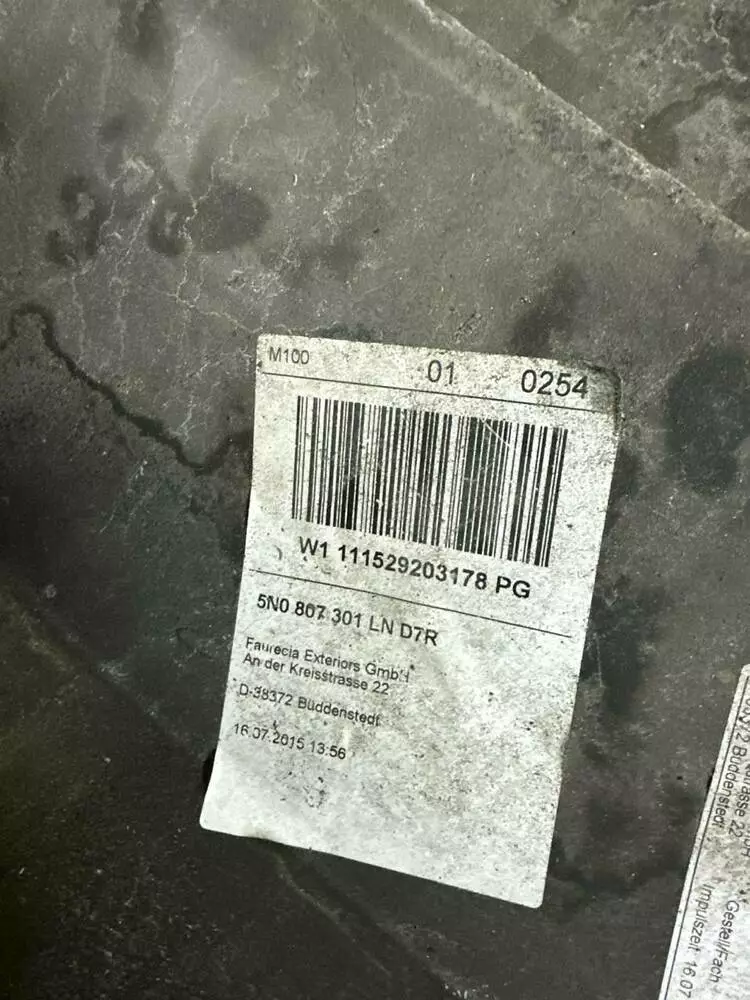 M100 01 0254
W1 111529203178 PG
5N0 807 301 LN D7R
Faurecia Exteriors GmbH
An der Kreisstrasse 22
D-38372 Büddenstedt
16.07.2015 13:56
Büddenstedt
Gestell/Fach
Impulszeit 16.07